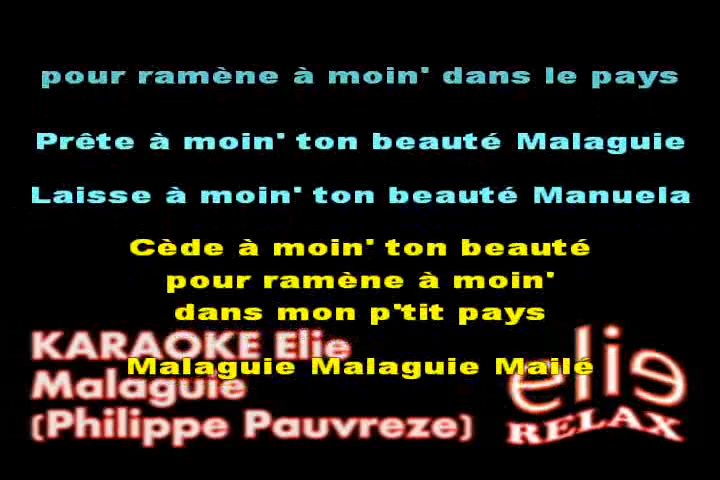 pour ramène à moin' dans le pays
Prête à moin' ton beauté Malaguie
Laisse à moin' ton beauté Manuela
Cède à moin' ton beauté
pour ramène à moin'
dans mon p'tit pays
KARAOKE Elie
Malaguie Malaguie Mailé
Malaguie
(Philippe Pauvreze)
elie
RELAX